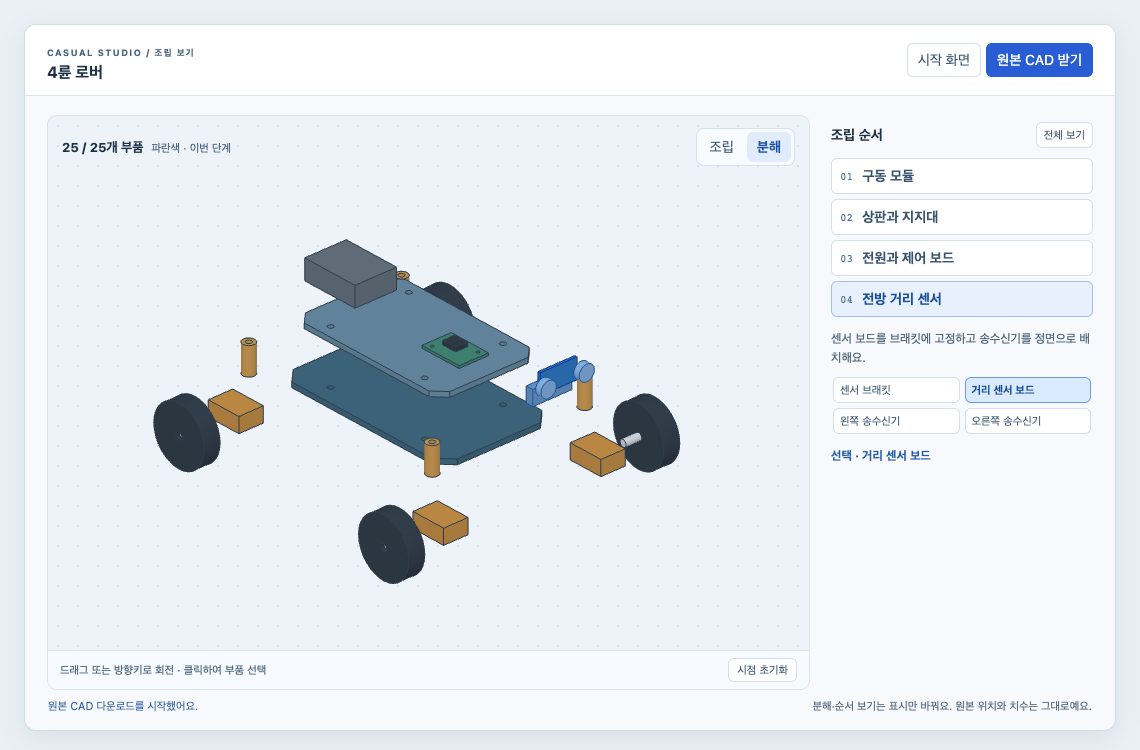 CASUAL STUDIO / 조립 보기
4륜 로버
시작 화면
원본 CAD 받기
25 / 25개 부품 파란색 · 이번 단계
조립
분해
조립 순서
전체 보기
01 구동 모듈
02 상판과 지지대
03 전원과 제어 보드
04 전방 거리 센서
센서 보드를 브래킷에 고정하고 송수신기를 정면으로 배
치해요.
센서 브래킷
거리 센서 보드
왼쪽 송수신기
오른쪽 송수신기
선택 · 거리 센서 보드
드래그 또는 방향키로 회전 · 클릭하여 부품 선택
시점 초기화
원본 CAD 다운로드를 시작했어요.
분해·순서 보기는 표시만 바꿔요. 원본 위치와 치수는 그대로예요.